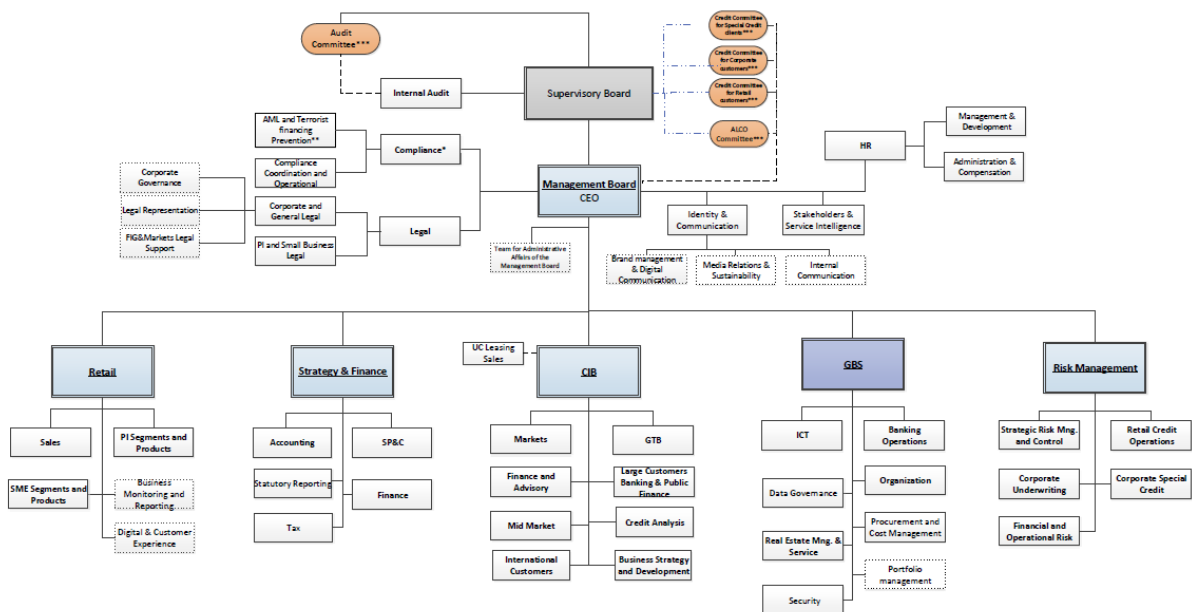 Audit
Committee***
Internal Audit
Supervisory Board
Credit Committee
for Special Credit
clients***
Credit Committee
for Corporate
customers***
Credit Committee
for Retail
customers***
ALCO
Committee***
AML and Terrorist
financing
Prevention**
Compliance Coordination and
Operational
Compliance*
Corporate
Governance
Legal Representation
FIG&Markets Legal
Support
Corporate and
General Legal
PI and Small Business
Legal
Legal
Management Board
CEO
Team for Administrative
Affairs of the
Management Board
HR
Management &
Development
Administration &
Compensation
Identity &
Communication
Stakeholders &
Service Intelligence
Brand management
& Digital
Communication
Media Relations &
Sustainability
Internal
Communication
Retail
Sales
PI Segments and
Products
SME Segments and
Products
Business
Monitoring and
Reporting
Digital & Customer
Experience
Strategy & Finance
Accounting
SP&C
Statutory Reporting
Finance
Tax
UC Leasing
Sales
CIB
Markets
GTB
Finance and
Advisory
Large Customers
Banking & Public
Finance
Mid Market
Credit Analysis
International
Customers
Business Strategy
and Development
GBS
ICT
Banking
Operations
Data Governance
Organization
Real Estate Mng. &
Service
Procurement and
Cost Management
Security
Portfolio
management
Risk Management
Strategic Risk Mng.
and Control
Retail Credit
Operations
Corporate
Underwriting
Corporate Special
Credit
Financial and
Operational Risk